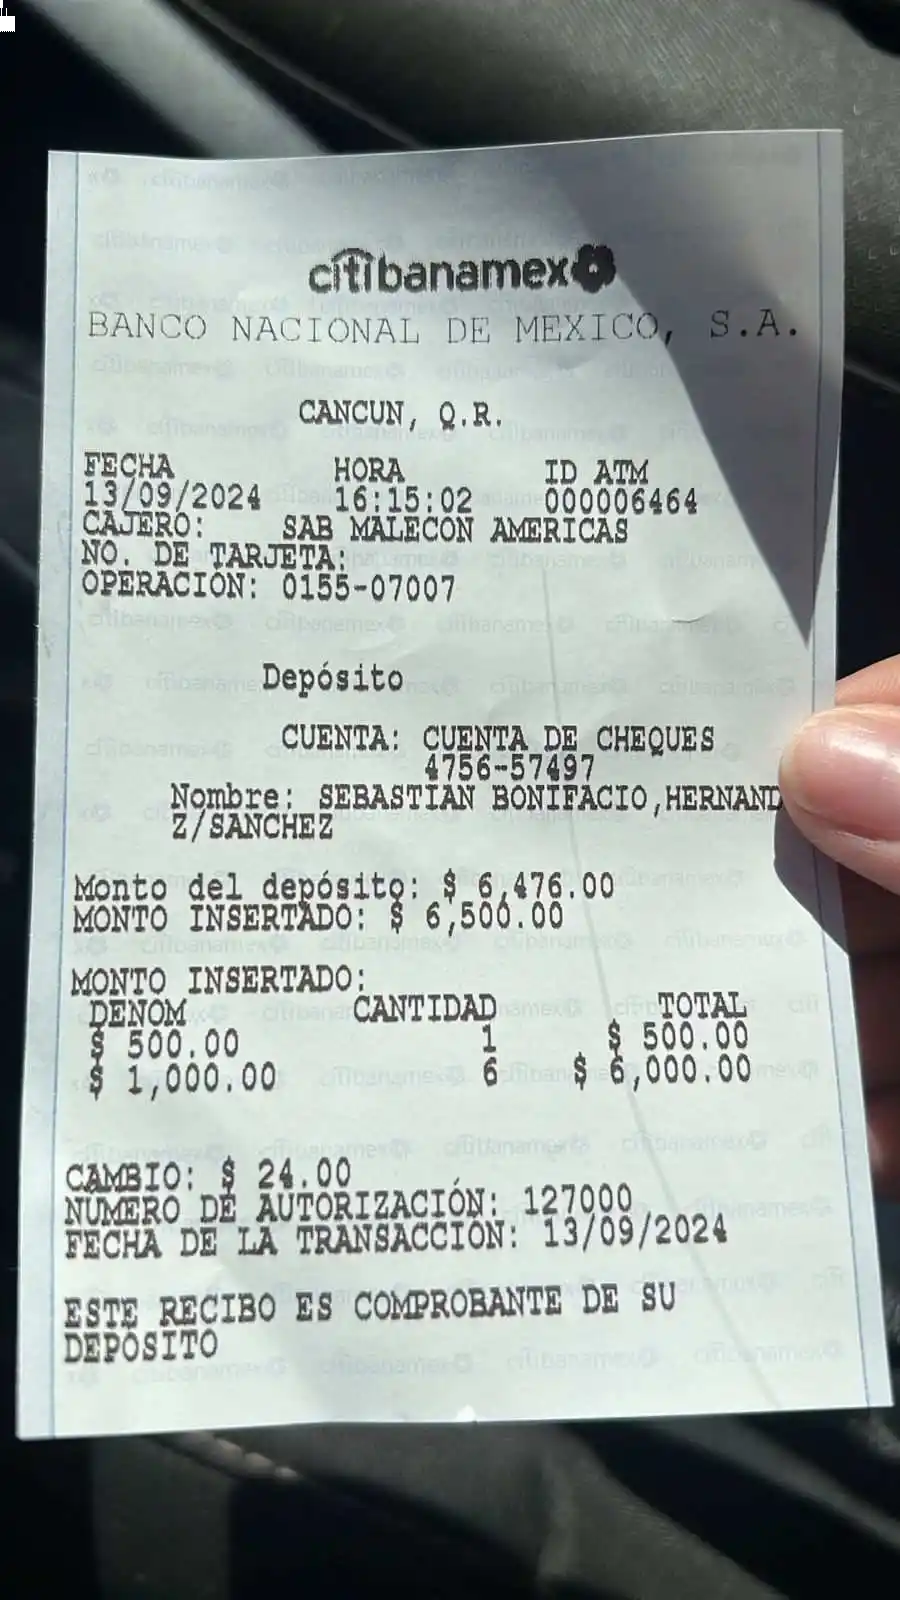 citibanamex
BANCO NACIONAL DE MEXICO, S.A.
CANCUN, Q.R.
FECHA HORA ID ATM
13/09/2024 16:15:02 000006464
CAJERO: SAB MALECON AMERICAS
NO. DE TARJETA:
OPERACION: 0155-07007
Depósito
CUENTA: CUENTA DE CHEQUES
4756-57497
Nombre: SEBASTIAN BONIFACIO,HERNAND
Z/SANCHEZ
Monto del depósito: $ 6,476.00
MONTO INSERTADO: $ 6,500.00
MONTO INSERTADO:
DENOM CANTIDAD TOTAL
$ 500.00 1 $ 500.00
$ 1,000.00 6 $ 6,000.00
CAMBIO: $ 24.00
NUMERO DE AUTORIZACIÓN: 127000
FECHA DE LA TRANSACCION: 13/09/2024
ESTE RECIBO ES COMPROBANTE DE SU
DEPÓSITO